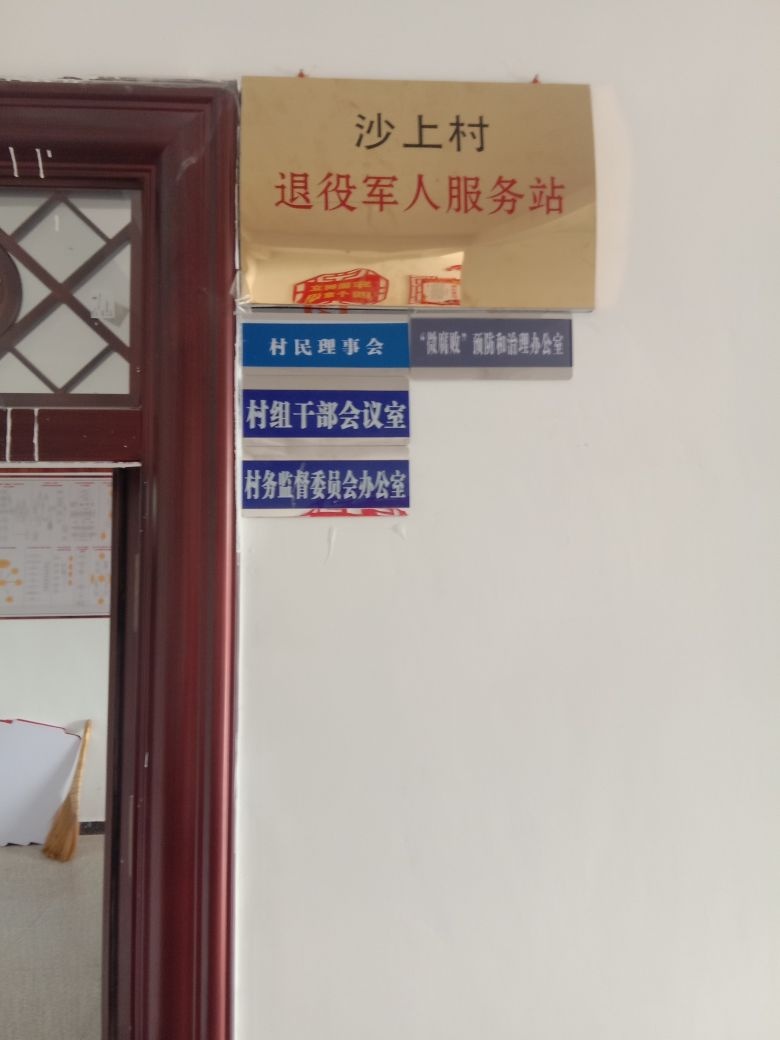 沙上村
退役军人服务站
村民理事会
“微腐败”预防和治理办公室
村组干部会议室
村务监督委员会办公室